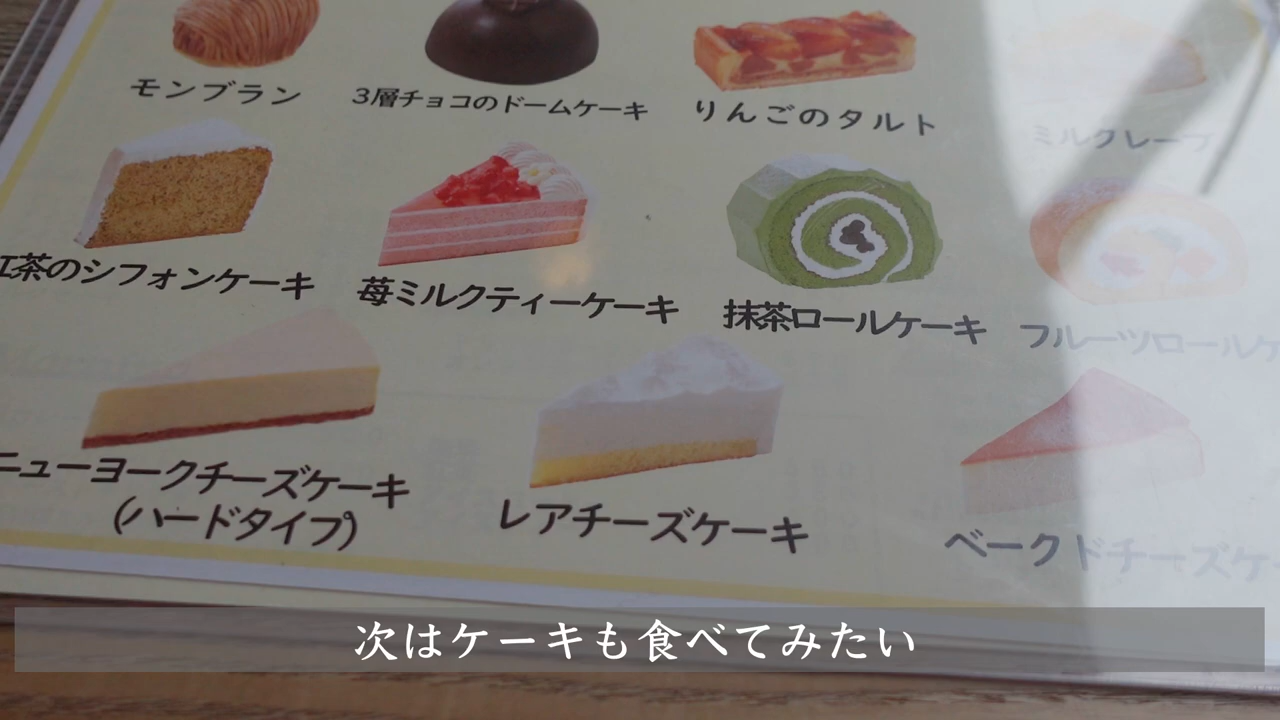 モンブラン
3層チョコのドームケーキ
りんごのタルト
ミルクレープ
紅茶のシフォンケーキ
苺ミルクティーケーキ
抹茶ロールケーキ
フルーツロールケ
ニューヨークチーズケーキ
(ハードタイプ)
レアチーズケーキ
ベークドチーズケー
次はケーキも食べてみたい